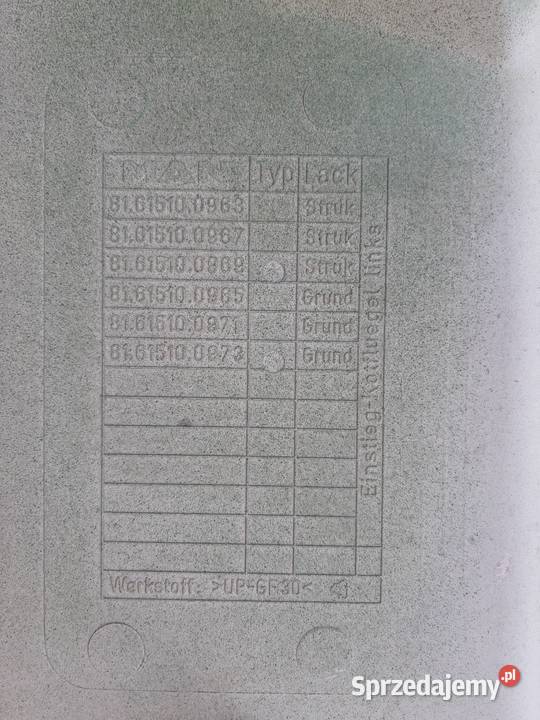 Typ Lack
81.61510.0963 Struk
81.61510.0967 Struk
81.61510.0969 Struk
81.61510.0965 Grund
81.61510.0971 Grund
81.61510.0973 Grund
Einstieg-Kotfluegel links
Werkstoff: >UP-GF30<
Sprzedajemy.pl